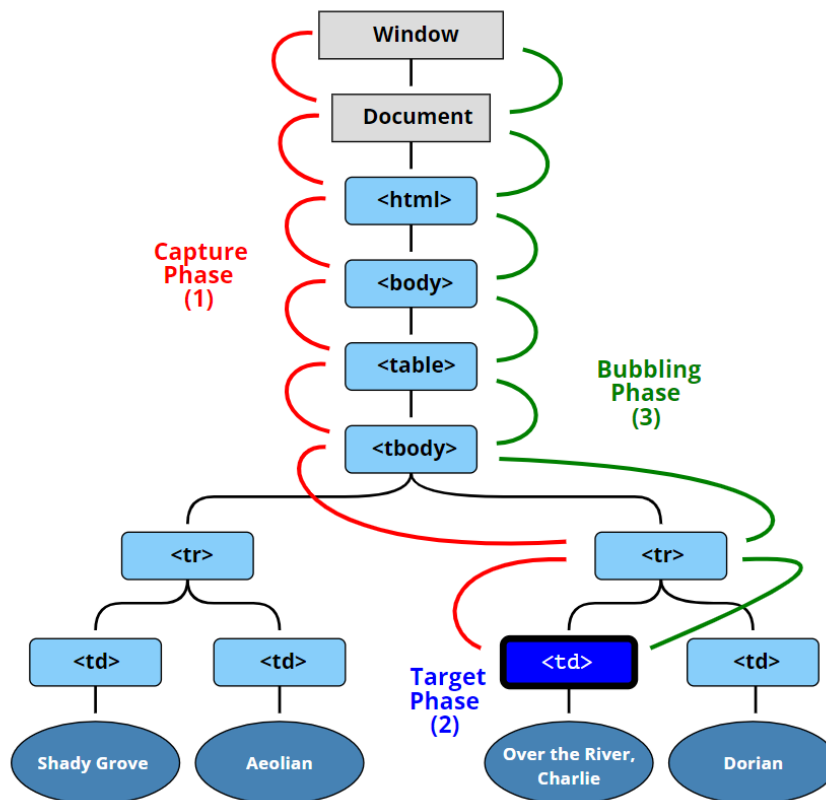 Window
Document
<html>
Capture
Phase
(1)
<body>
<table>
Bubbling
Phase
(3)
<tbody>
<tr>
<tr>
<td>
<td>
<td>
<td>
Target
Phase
(2)
Shady Grove
Aeolian
Over the River,
Charlie
Dorian